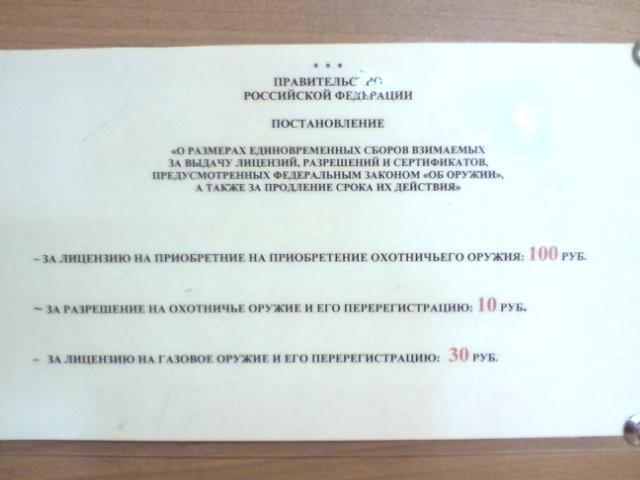 * * *
ПРАВИТЕЛЬСТВО
РОССИЙСКОЙ ФЕДЕРАЦИИ
ПОСТАНОВЛЕНИЕ
«О РАЗМЕРАХ ЕДИНОВРЕМЕННЫХ СБОРОВ ВЗИМАЕМЫХ
ЗА ВЫДАЧУ ЛИЦЕНЗИЙ, РАЗРЕШЕНИЙ И СЕРТИФИКАТОВ,
ПРЕДУСМОТРЕННЫХ ФЕДЕРАЛЬНЫМ ЗАКОНОМ «ОБ ОРУЖИИ»,
А ТАКЖЕ ЗА ПРОДЛЕНИЕ СРОКА ИХ ДЕЙСТВИЯ»
~ ЗА ЛИЦЕНЗИЮ НА ПРИОБРЕТНИЕ НА ПРИОБРЕТЕНИЕ ОХОТНИЧЬЕГО ОРУЖИЯ: 100 РУБ.
~ ЗА РАЗРЕШЕНИЕ НА ОХОТНИЧЬЕ ОРУЖИЕ И ЕГО ПЕРЕРЕГИСТРАЦИЮ: 10 РУБ.
~ ЗА ЛИЦЕНЗИЮ НА ГАЗОВОЕ ОРУЖИЕ И ЕГО ПЕРЕРЕГИСТРАЦИЮ: 30 РУБ.